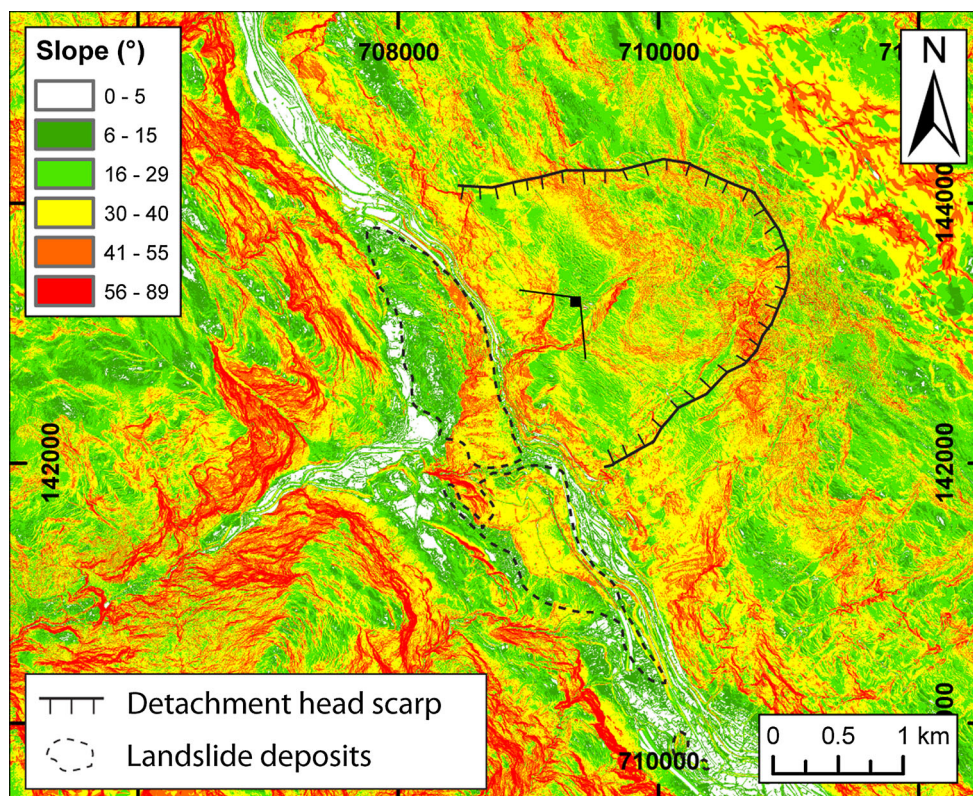 Slope (°)
0 - 5
6 - 15
16 - 29
30 - 40
41 - 55
56 - 89
708000
710000
N
144000
142000
142000
Detachment head scarp
Landslide deposits
710000
0 0.5 1 km